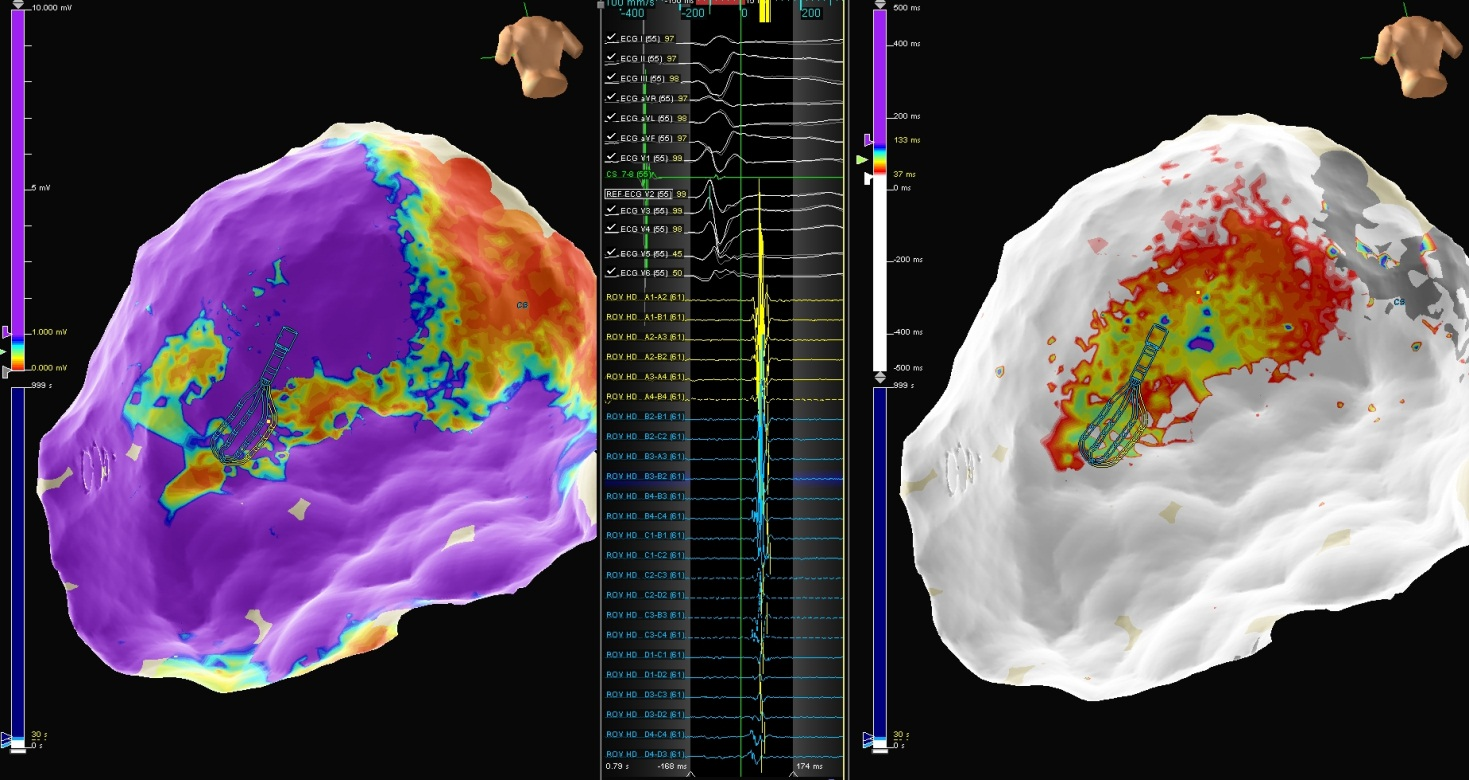 10.000 mV
5 mV
1.000 mV
0.000 mV
999 s
30 s
0 s
CS
100 mm/s
-400
-200
0
200
ECG I (55) 97
ECG II (55) 97
ECG III (55) 98
ECG aVR (55) 97
ECG aVL (55) 98
ECG aVF (55) 97
ECG V1 (55) 99
CS 7-8 (55)
REF ECG V2 (55) 99
ECG V3 (55) 99
ECG V4 (55) 98
ECG V5 (55) 45
ECG V6 (55) 50
ROV HD A1-A2 (61)
ROV HD A1-B1 (61)
ROV HD A2-A3 (61)
ROV HD A2-B2 (61)
ROV HD A3-A4 (61)
ROV HD A4-B4 (61)
ROV HD B2-B1 (61)
ROV HD B2-C2 (61)
ROV HD B3-A3 (61)
ROV HD B3-B2 (61)
ROV HD B4-B3 (61)
ROV HD B4-C4 (61)
ROV HD C1-B1 (61)
ROV HD C1-C2 (61)
ROV HD C2-C3 (61)
ROV HD C2-D2 (61)
ROV HD C3-B3 (61)
ROV HD C3-C4 (61)
ROV HD D1-C1 (61)
ROV HD D1-D2 (61)
ROV HD D3-C3 (61)
ROV HD D3-D2 (61)
ROV HD D4-C4 (61)
ROV HD D4-D3 (61)
0.79 s -168 ms 174 ms
500 ms
400 ms
200 ms
133 ms
37 ms
0 ms
-200 ms
-400 ms
-500 ms
999 s
30 s
0 s
CS